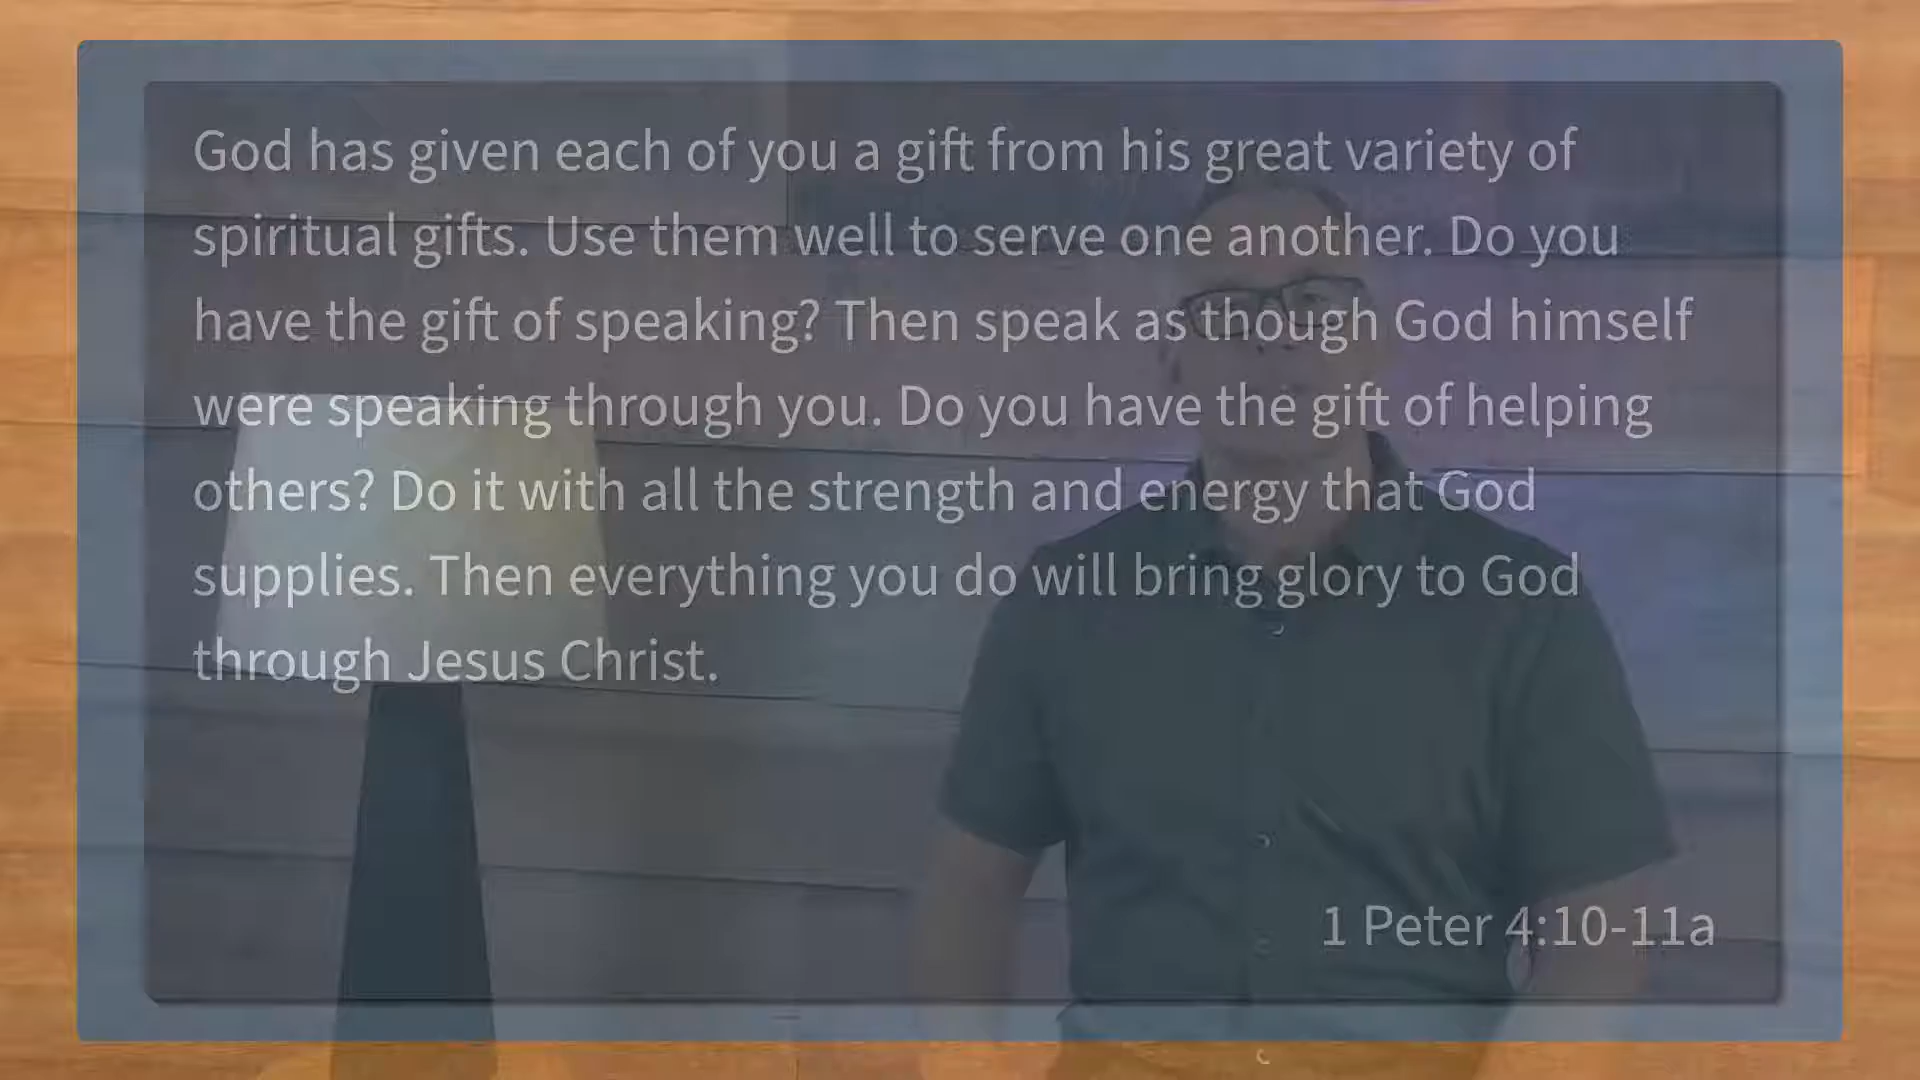 God has given each of you a gift from his great variety of
spiritual gifts. Use them well to serve one another. Do you
have the gift of speaking? Then speak as though God himself
were speaking through you. Do you have the gift of helping
others? Do it with all the strength and energy that God
supplies. Then everything you do will bring glory to God
through Jesus Christ.
1 Peter 4:10-11a